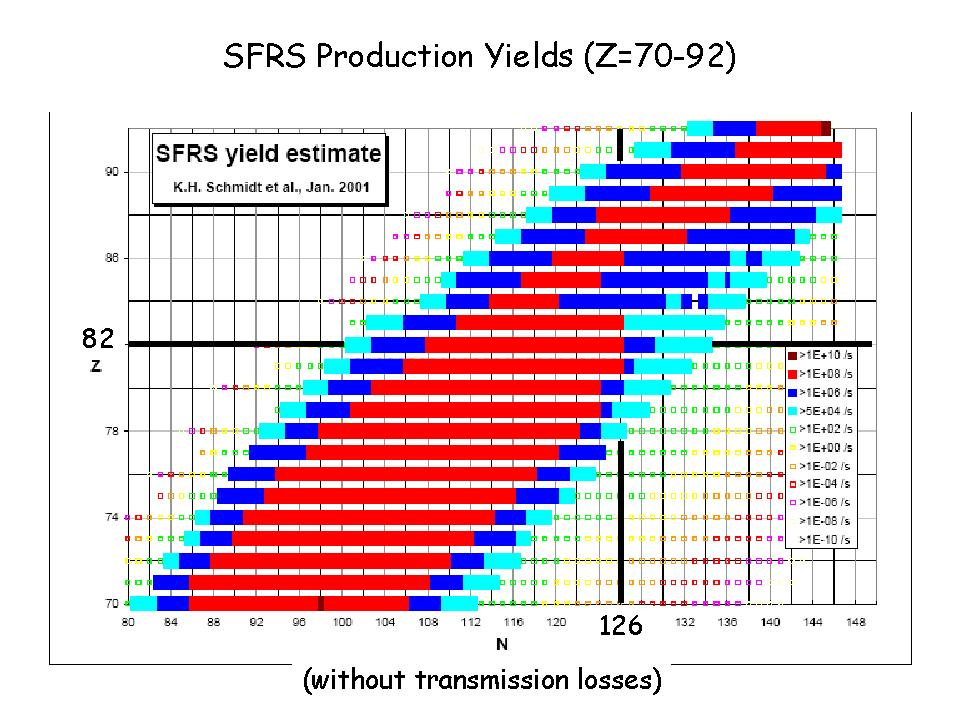 SFRS Production Yields (Z=70-92)
SFRS yield estimate
K.H. Schmidt et al., Jan. 2001
90
88
82
Z
78
74
70
>1E+10 /s
>1E+08 /s
>1E+06 /s
>5E+04 /s
>1E+02 /s
>1E+00 /s
>1E-02 /s
>1E-04 /s
>1E-06 /s
>1E-08 /s
>1E-10 /s
80 84 88 92 96 100 104 108 112 116 120 126 132 136 140 144 148
N
(without transmission losses)